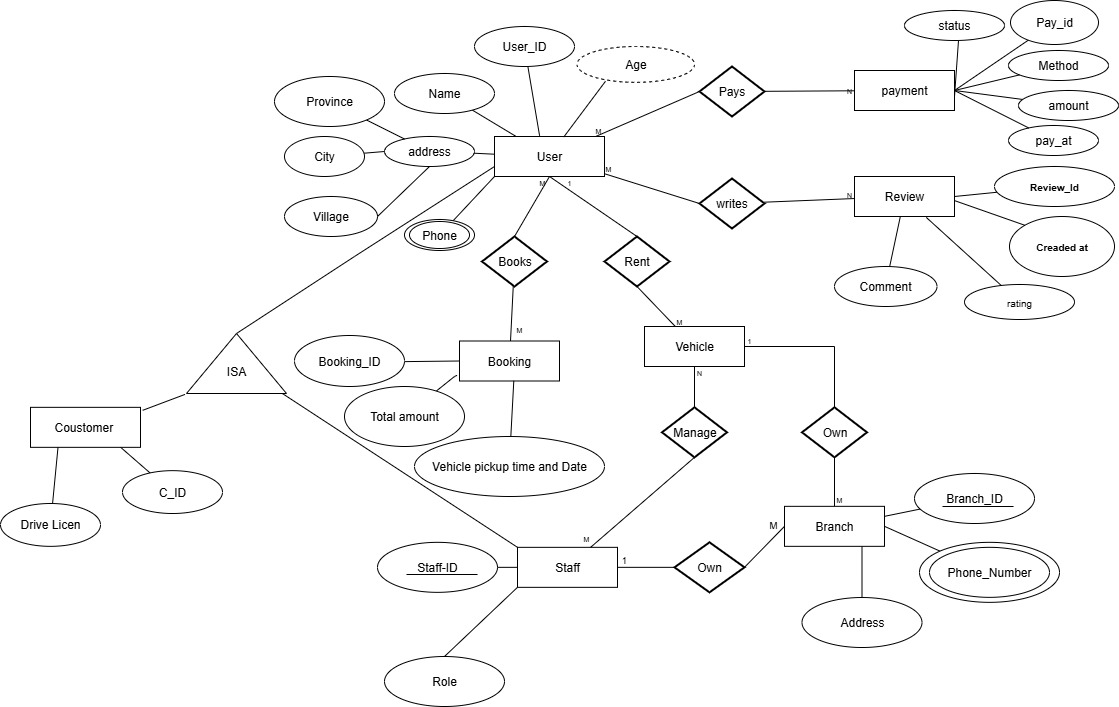 User_ID
status
Pay_id
Age
Method
Province
Name
Pays
N
payment
amount
M
pay_at
City
address
User
M
writes
N
Review
Review_Id
M
1
Village
Phone
Creaded at
Books
Rent
Comment
rating
M
M
1
Vehicle
Booking_ID
Booking
ISA
N
Total amount
Coustomer
Manage
Own
Vehicle pickup time and Date
C_ID
M
Branch_ID
Drive Licen
M
Branch
M
Staff-ID
Staff
1
Own
Phone_Number
Address
Role